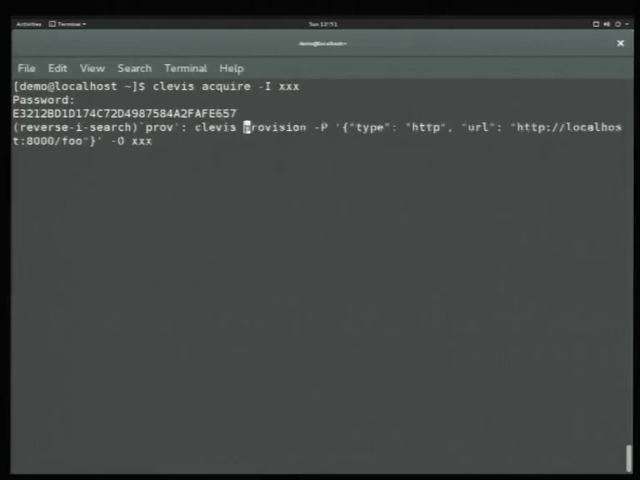 Activities Terminal
Sun 12:51
demo@localhost:~
File Edit View Search Terminal Help
[demo@localhost ~]$ clevis acquire -I xxx
Password:
E3212BD1D174C72D4987584A2FAFE657
(reverse-i-search)`prov': clevis provision -P '{"type": "http", "url": "http://localhos
t:8000/foo"}' -O xxx